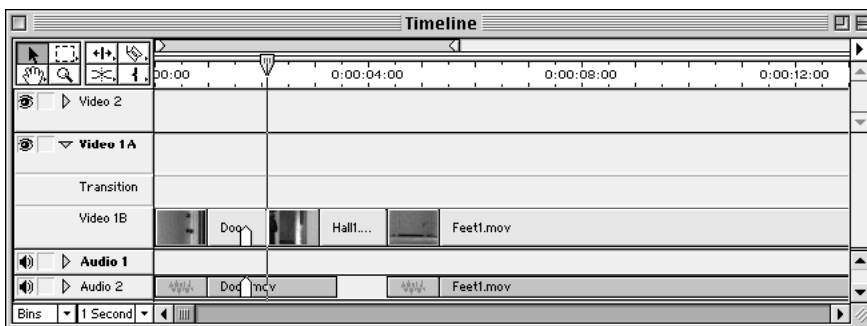 Timeline
00:00 0:00:04:00 0:00:08:00 0:00:12:00
Video 2
Video 1A
Transition
Video 1B Hall1.... Feet1.mov
Audio 1
Audio 2 Feet1.mov
Bins 1 Second